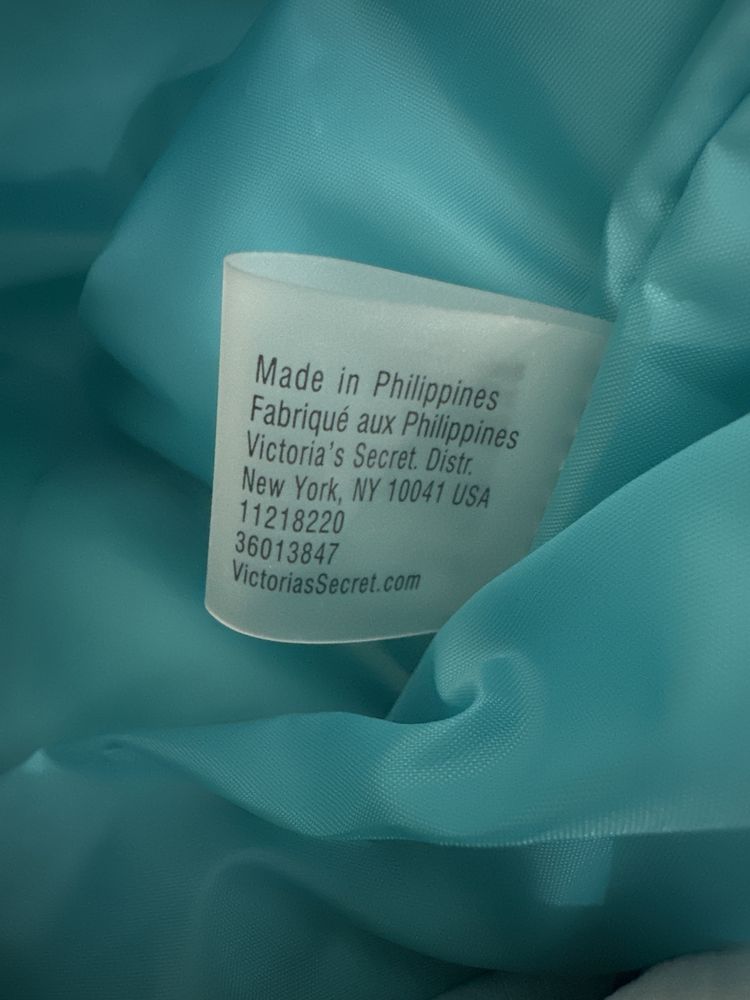 Made in Philippines
Fabriqué aux Philippines
Victoria's Secret. Distr.
New York, NY 10041 USA
11218220
36013847
VictoriasSecret.com